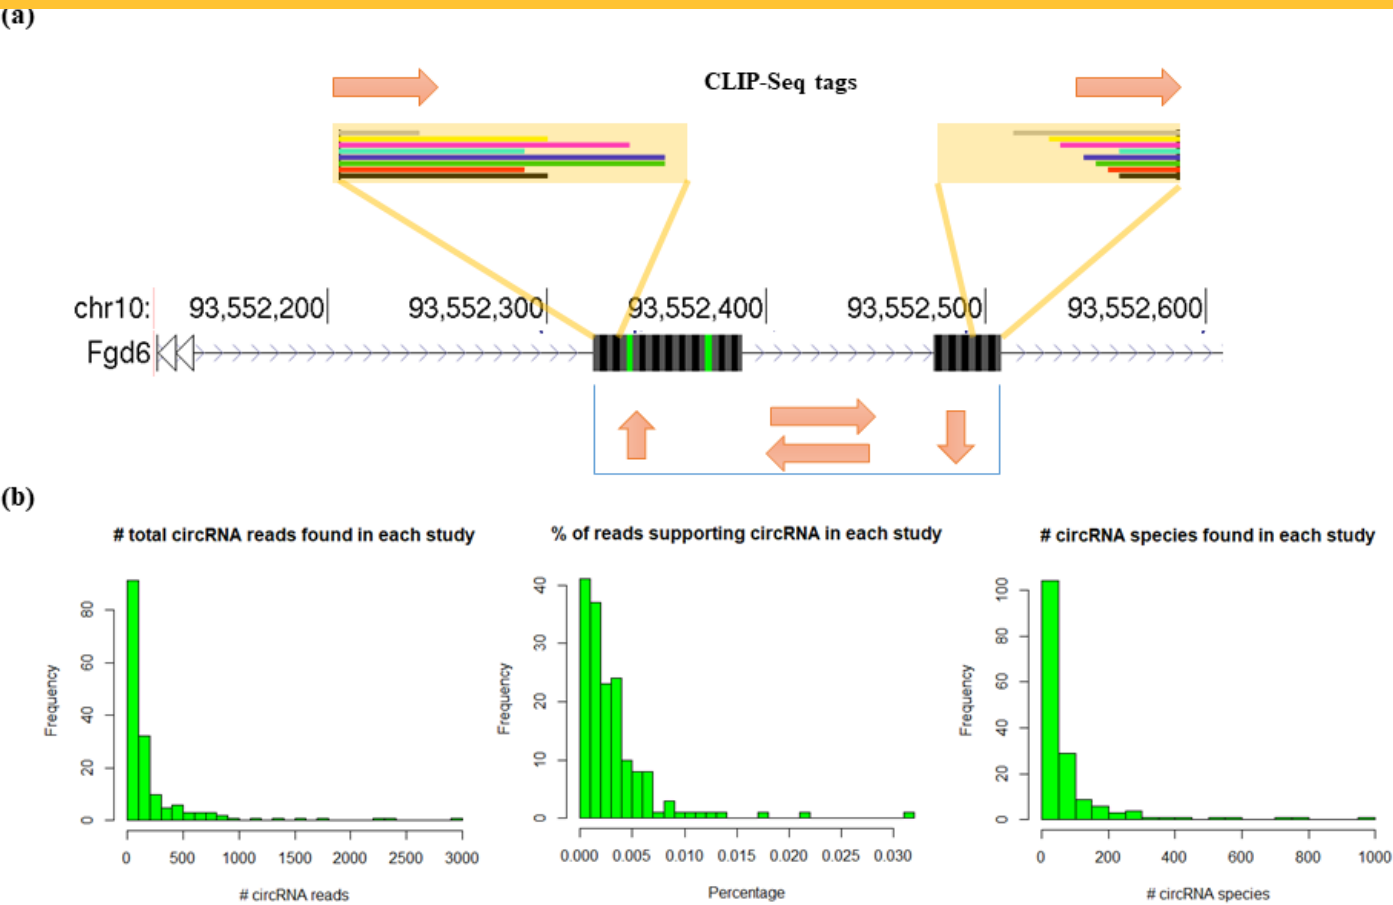 (a)
CLIP-Seq tags
chr10: 93,552,200 93,552,300 93,552,400 93,552,500 93,552,600
Fgd6
(b)
# total circRNA reads found in each study
Frequency
0 20 40 60 80
0 500 1000 1500 2000 2500 3000
# circRNA reads
% of reads supporting circRNA in each study
Frequency
0 10 20 30 40
0.000 0.005 0.010 0.015 0.020 0.025 0.030
Percentage
# circRNA species found in each study
Frequency
0 20 40 60 80 100
0 200 400 600 800 1000
# circRNA species